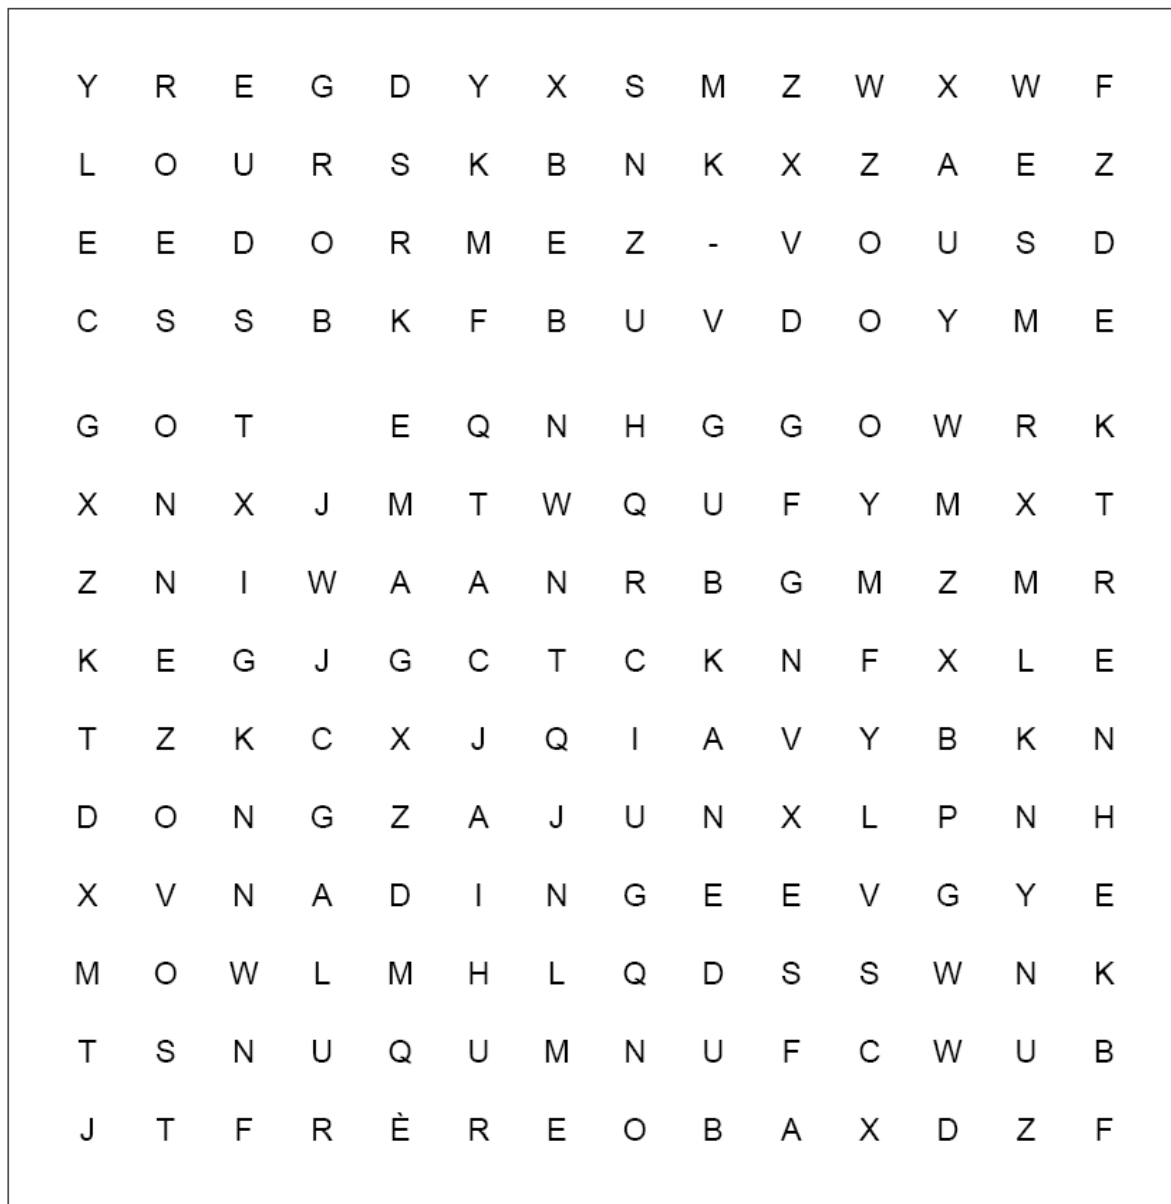 Y R E G D Y X S M Z W X W F
L O U R S K B N K X Z A E Z
E E D O R M E Z - V O U S D
C S S B K F B U V D O Y M E
G O T E Q N H G G O W R K
X N X J M T W Q U F Y M X T
Z N I W A A N R B G M Z M R
K E G J G C T C K N F X L E
T Z K C X J Q I A V Y B K N
D O N G Z A J U N X L P N H
X V N A D I N G E E V G Y E
M O W L M H L Q D S S W N K
T S N U Q U M N U F C W U B
J T F R È R E O B A X D Z F